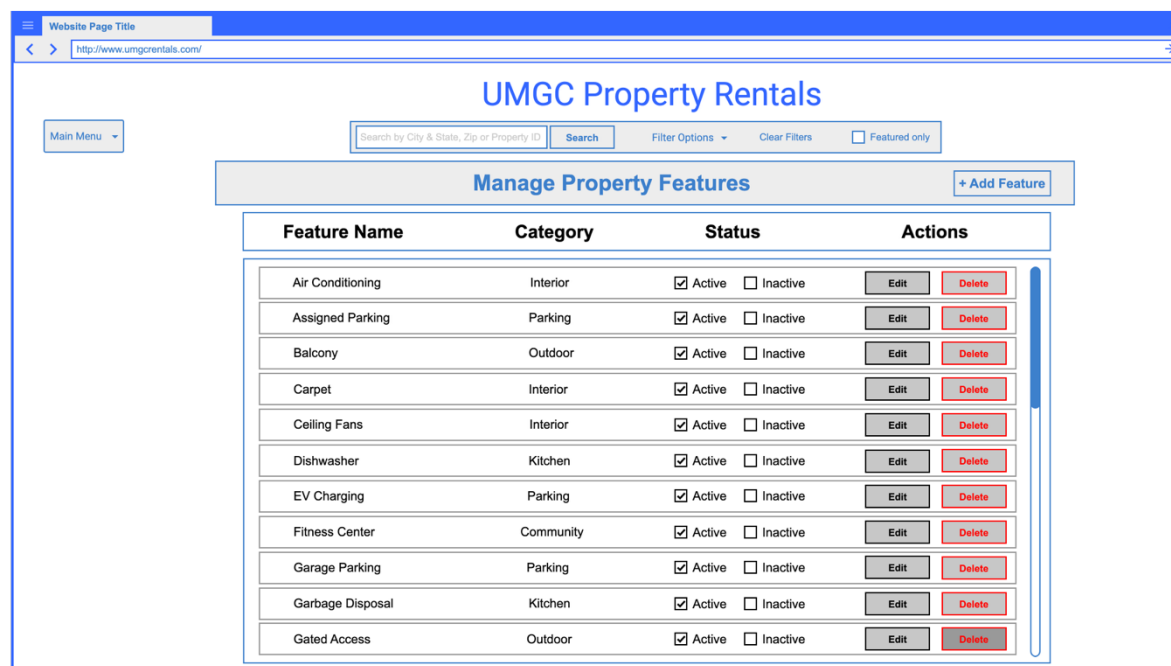 Website Page Title
http://www.umgcrentals.com/
UMGC Property Rentals
Main Menu
Search by City & State, Zip or Property ID Search Filter Options Clear Filters Featured only
Manage Property Features + Add Feature
Feature Name Category Status Actions
Air Conditioning Interior Active Inactive Edit Delete
Assigned Parking Parking Active Inactive Edit Delete
Balcony Outdoor Active Inactive Edit Delete
Carpet Interior Active Inactive Edit Delete
Ceiling Fans Interior Active Inactive Edit Delete
Dishwasher Kitchen Active Inactive Edit Delete
EV Charging Parking Active Inactive Edit Delete
Fitness Center Community Active Inactive Edit Delete
Garage Parking Parking Active Inactive Edit Delete
Garbage Disposal Kitchen Active Inactive Edit Delete
Gated Access Outdoor Active Inactive Edit Delete